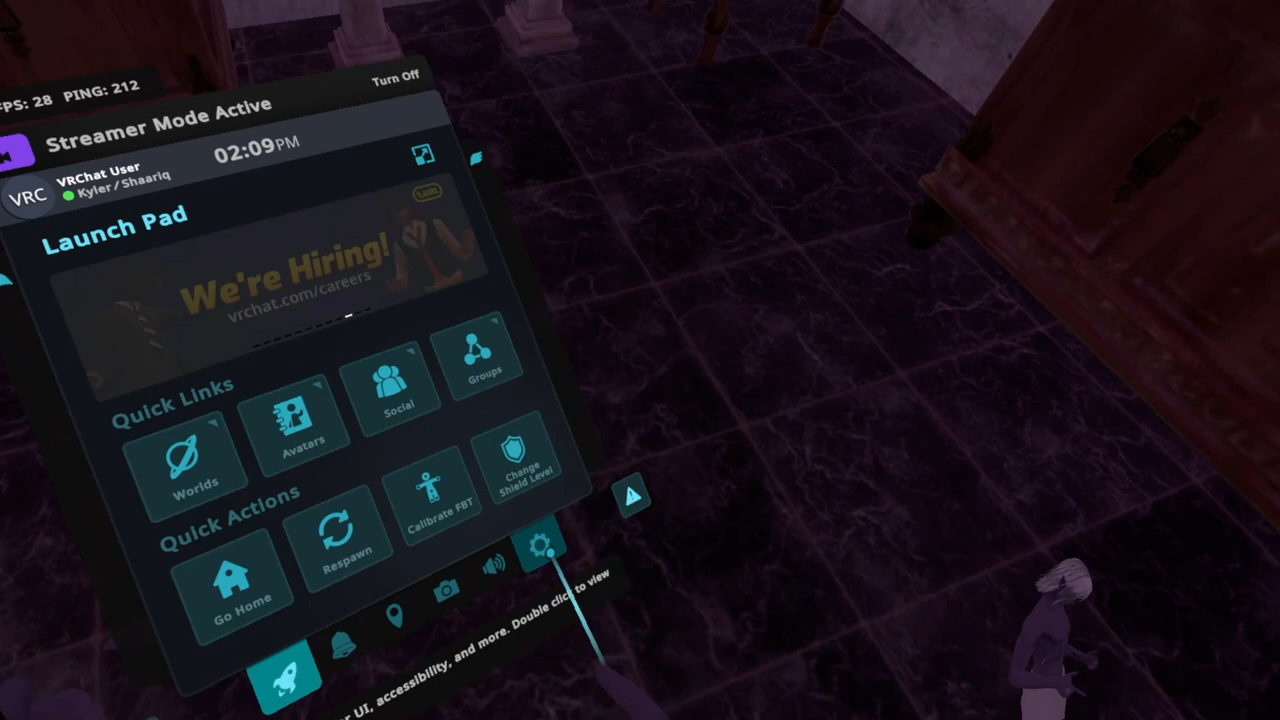 FPS: 28 PING: 212
Streamer Mode Active
Turn Off
VRC
VRChat User
Kyler / Shaariq
02:09PM
Launch Pad
We're Hiring!
vrchat.com/careers
URL
Quick Links
Worlds
Avatars
Social
Groups
Quick Actions
Go Home
Respawn
Calibrate FBT
Change
Shield Level
UI, accessibility, and more. Double click to view